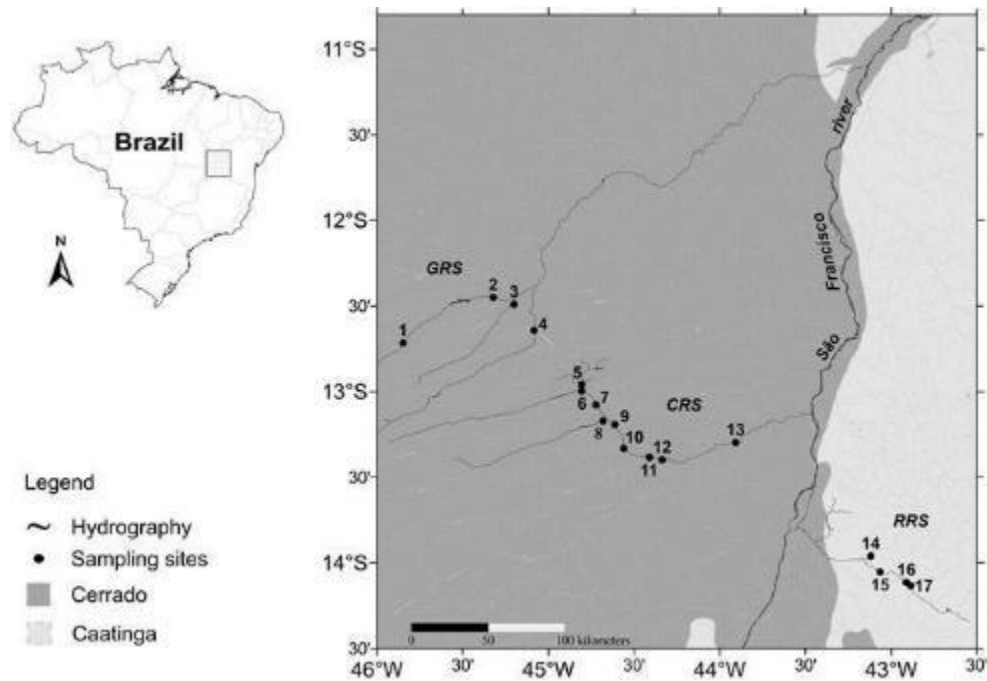 Brazil
N
Legend
Hydrography
Sampling sites
Cerrado
Caatinga
11°S
30'
12°S
30'
13°S
30'
14°S
30'
46°W
30'
45°W
30'
44°W
30'
43°W
30'
GRS
CRS
RRS
São Francisco river
1
2
3
4
5
6
7
8
9
10
11
12
13
14
15
16
17
0 50 100 kilometers